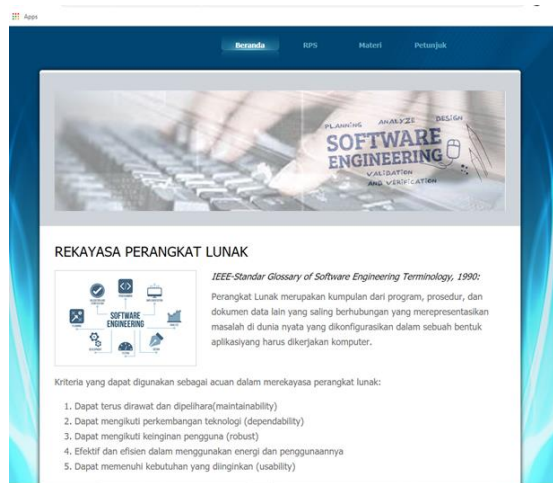 Apps
Beranda RPS Materi Petunjuk
PLANNING ANALYZE DESIGN
SOFTWARE
ENGINEERING
VALIDATION
AND VERIFICATION
REKAYASA PERANGKAT LUNAK
SOFTWARE
ENGINEERING
IEEE-Standar Glossary of Software Engineering Terminology, 1990:
Perangkat Lunak merupakan kumpulan dari program, prosedur, dan
dokumen data lain yang saling berhubungan yang merepresentasikan
masalah di dunia nyata yang dikonfigurasikan dalam sebuah bentuk
aplikasiyang harus dikerjakan komputer.
Kriteria yang dapat digunakan sebagai acuan dalam merekayasa perangkat lunak:
1. Dapat terus dirawat dan dipelihara(maintainability)
2. Dapat mengikuti perkembangan teknologi (dependability)
3. Dapat mengikuti keinginan pengguna (robust)
4. Efektif dan efisien dalam menggunakan energi dan penggunaannya
5. Dapat memenuhi kebutuhan yang diinginkan (usability)